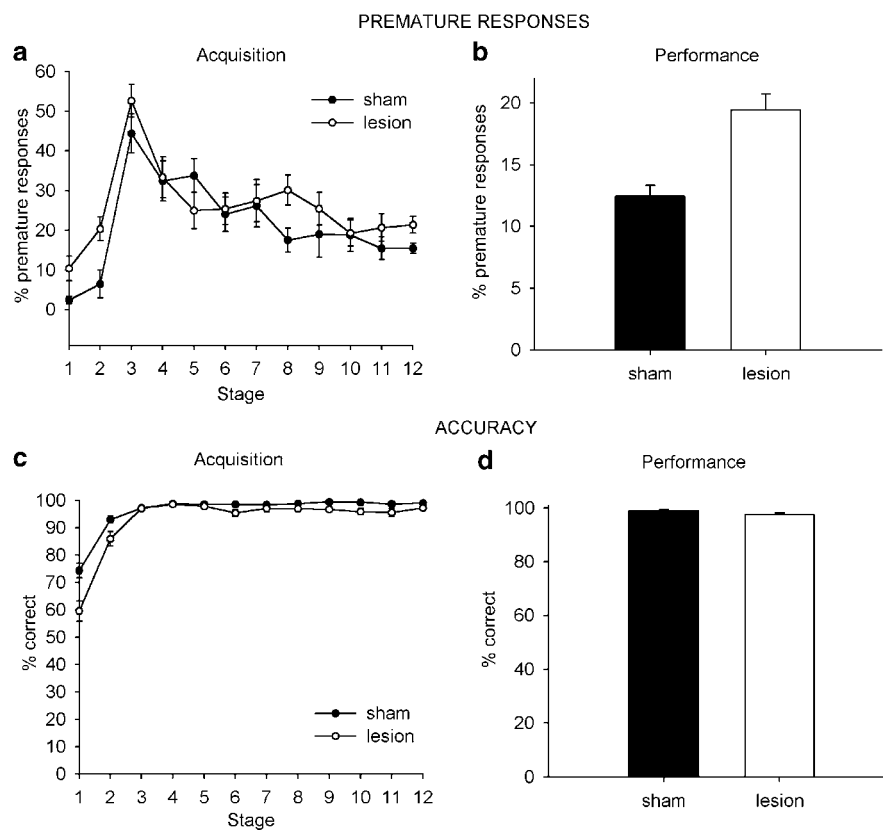 PREMATURE RESPONSES
a
Acquisition
% premature responses
60
50
40
30
20
10
0
sham
lesion
1 2 3 4 5 6 7 8 9 10 11 12
Stage
b
Performance
% premature responses
20
15
10
5
0
sham lesion
ACCURACY
c
Acquisition
% correct
100
90
80
70
60
50
40
30
20
10
0
sham
lesion
1 2 3 4 5 6 7 8 9 10 11 12
Stage
d
Performance
% correct
100
80
60
40
20
0
sham lesion